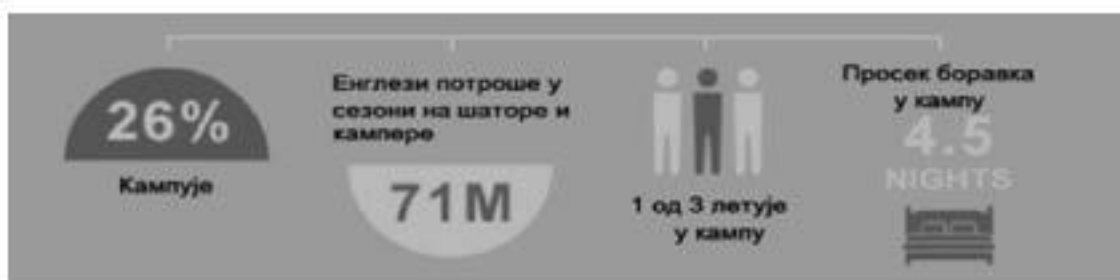 26%
Кампује
Енглези потроше у
сезони на шаторе и
кампере
71M
1 од 3 летује
у кампу
Просек боравка
у кампу
4.5
NIGHTS